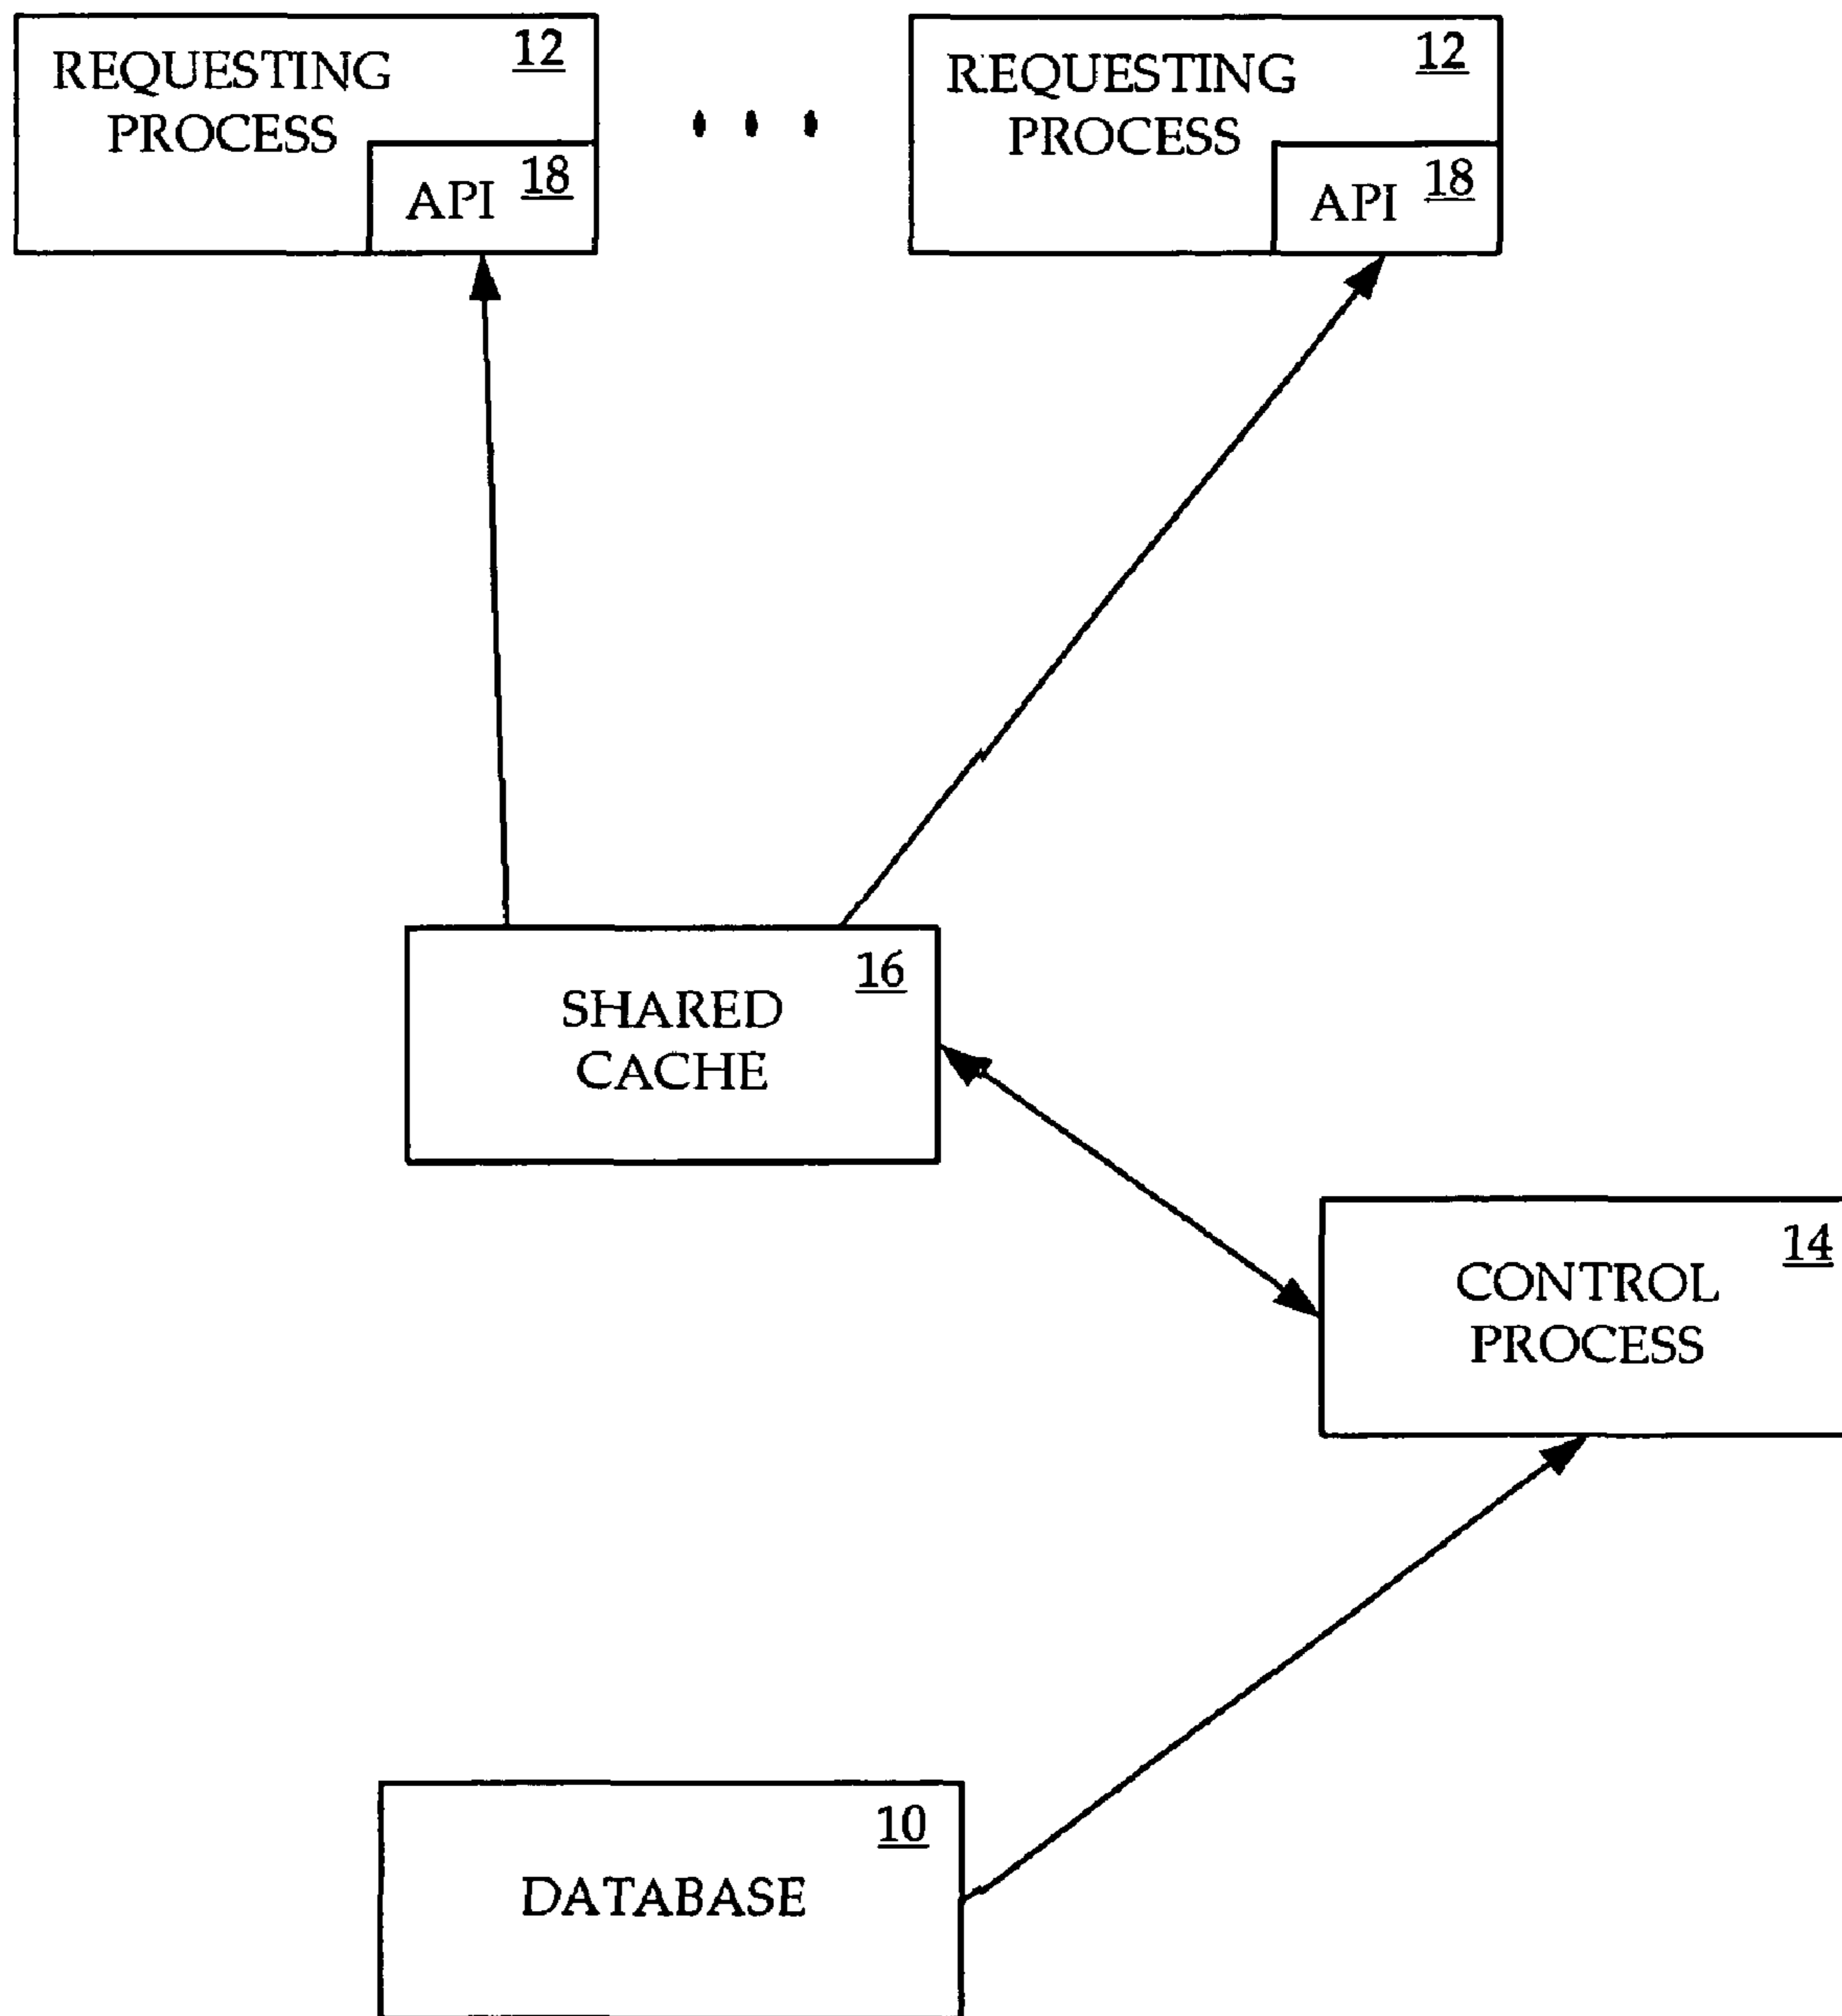 REQUESTING 12
PROCESS
API 18
REQUESTING 12
PROCESS
API 18
16
SHARED
CACHE
14
CONTROL
PROCESS
10
DATABASE